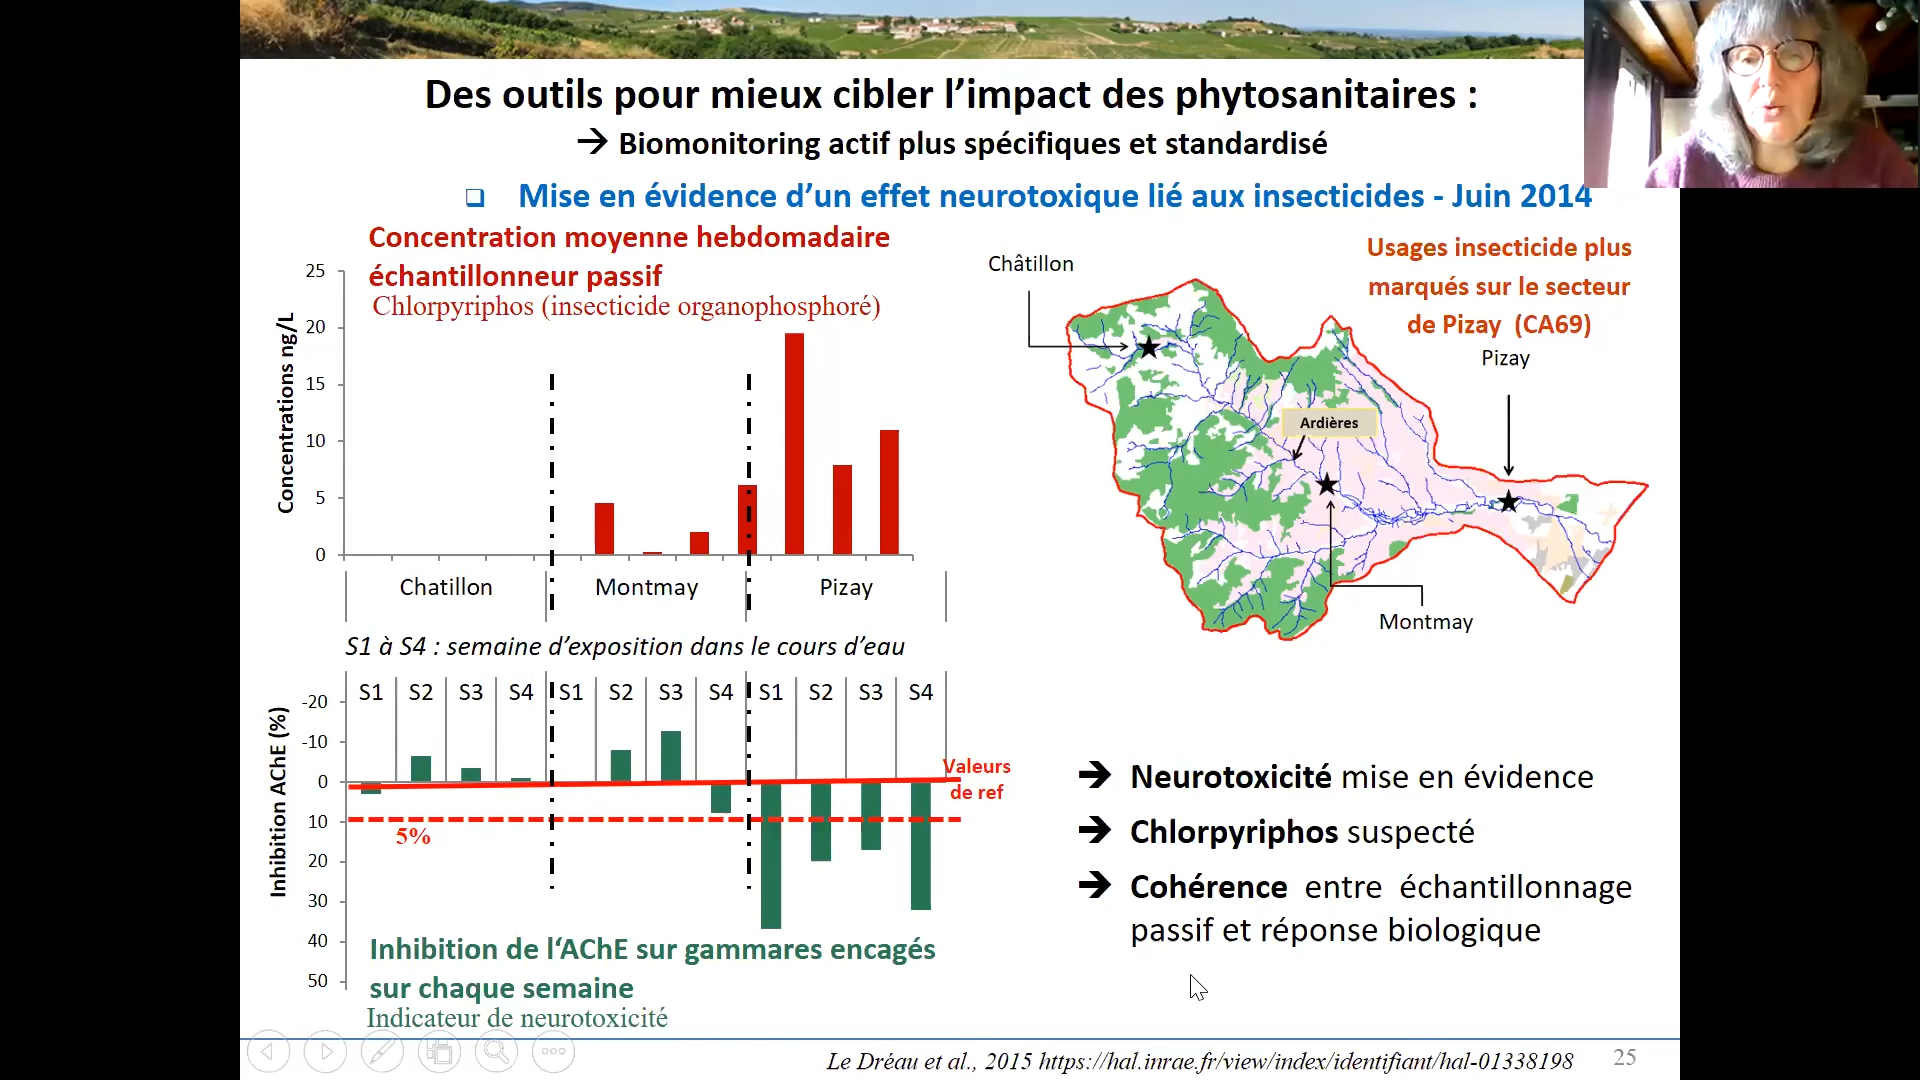 Des outils pour mieux cibler l’impact des phytosanitaires :
→ Biomonitoring actif plus spécifiques et standardisé
❑ Mise en évidence d’un effet neurotoxique lié aux insecticides - Juin 2014
Concentration moyenne hebdomadaire
échantillonneur passif
Chlorpyriphos (insecticide organophosphoré)
Concentrations ng/L
25
20
15
10
5
0
Chatillon Montmay Pizay
S1 à S4 : semaine d’exposition dans le cours d’eau
S1 S2 S3 S4 S1 S2 S3 S4 S1 S2 S3 S4
Inhibition AChE (%)
-20
-10
0
10
20
30
40
50
Valeurs
de ref
5%
Inhibition de l‘AChE sur gammares encagés
sur chaque semaine
Indicateur de neurotoxicité
Châtillon
Usages insecticide plus
marqués sur le secteur
de Pizay (CA69)
Pizay
Ardières
Montmay
➔ Neurotoxicité mise en évidence
➔ Chlorpyriphos suspecté
➔ Cohérence entre échantillonnage
passif et réponse biologique
Le Dréau et al., 2015 https://hal.inrae.fr/view/index/identifiant/hal-01338198
25